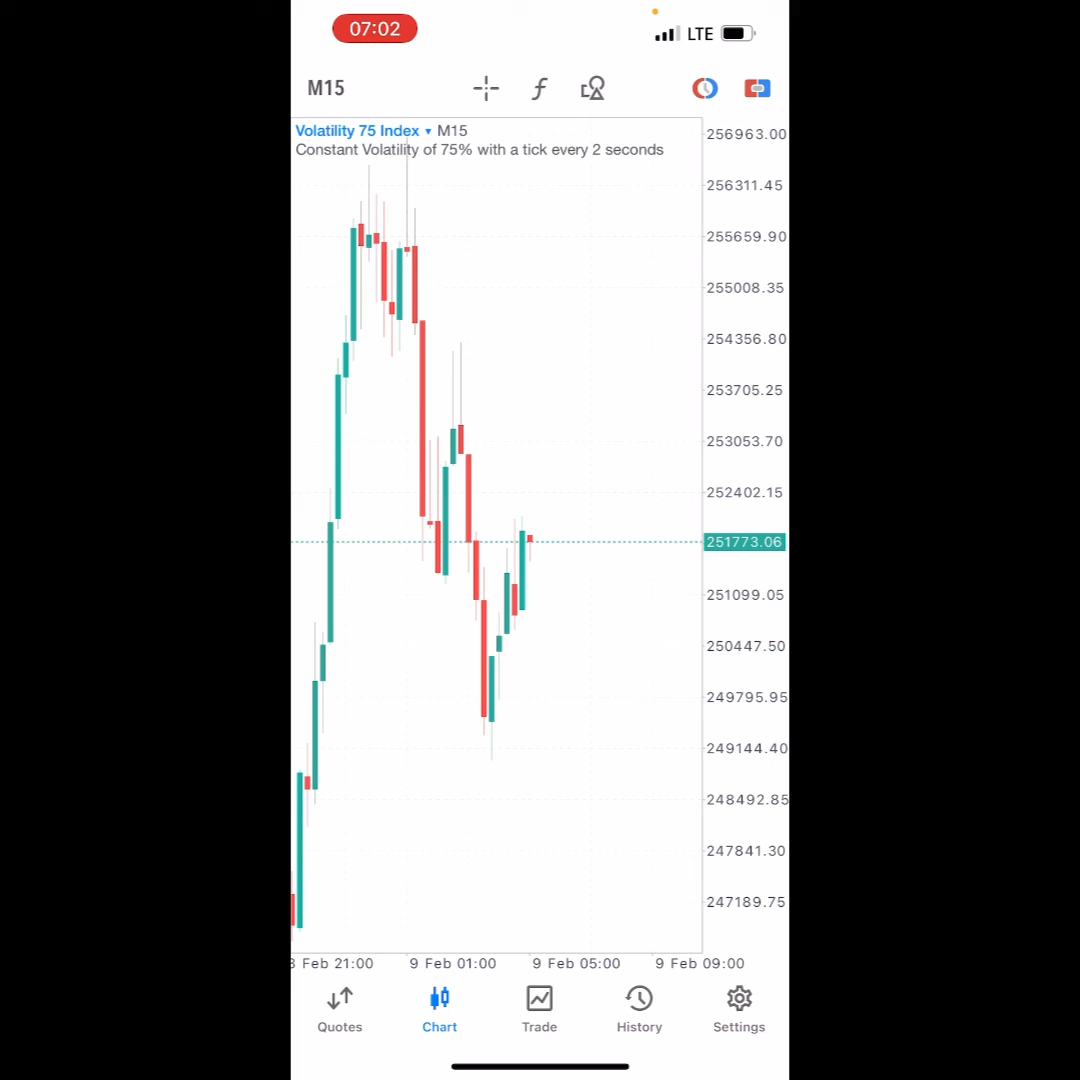 07:02
LTE
M15
Volatility 75 Index ▾ M15
Constant Volatility of 75% with a tick every 2 seconds
256963.00
256311.45
255659.90
255008.35
254356.80
253705.25
253053.70
252402.15
251773.06
251099.05
250447.50
249795.95
249144.40
248492.85
247841.30
247189.75
Feb 21:00 9 Feb 01:00 9 Feb 05:00 9 Feb 09:00
Quotes Chart Trade History Settings